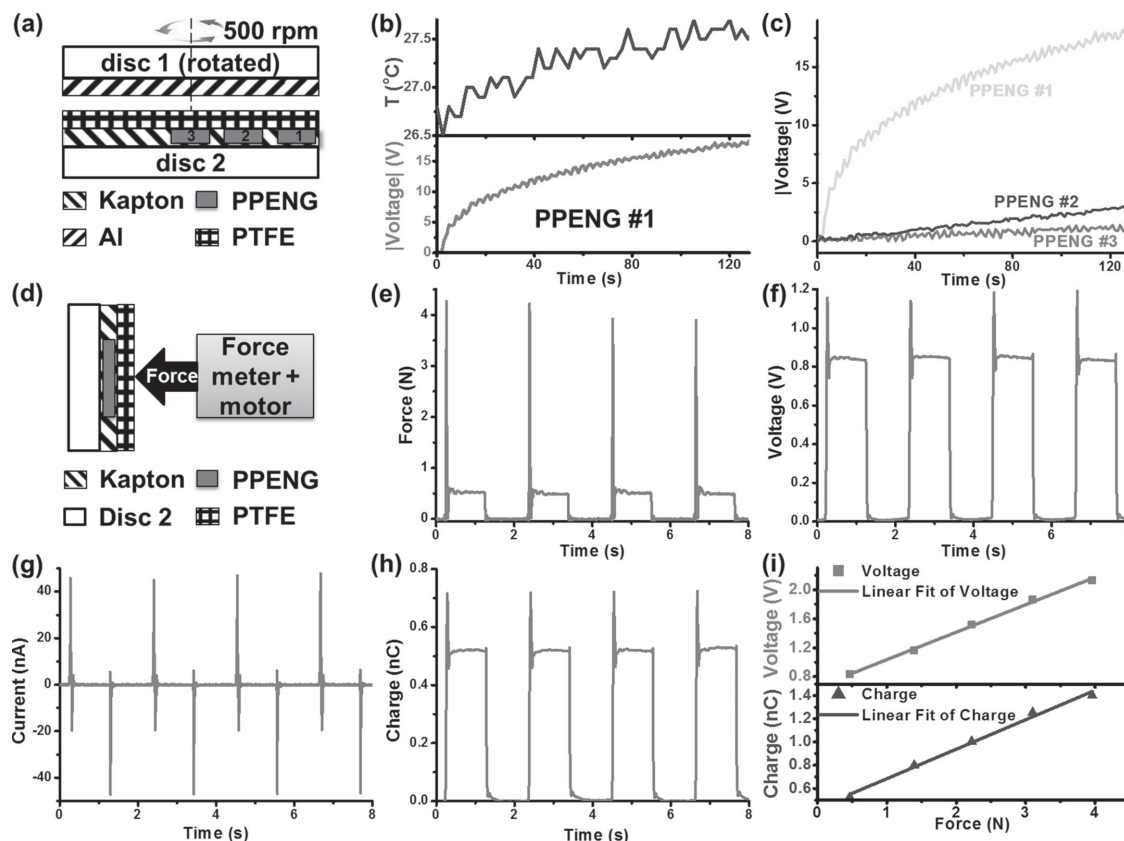 (a)
500 rpm
disc 1 (rotated)
3 2 1
disc 2
Kapton PPENG
Al PTFE
(b)
T (°C)
27.5
27.0
26.5
|Voltage| (V)
15
10
5
0
PPENG #1
0 40 80 120
Time (s)
(c)
|Voltage| (V)
15
10
5
0
PPENG #1
PPENG #2
PPENG #3
0 40 80 120
Time (s)
(d)
Force
Force
meter +
motor
Kapton PPENG
Disc 2 PTFE
(e)
Force (N)
4
3
2
1
0
0 2 4 6 8
Time (s)
(f)
Voltage (V)
1.2
1.0
0.8
0.6
0.4
0.2
0.0
0 2 4 6
Time (s)
(g)
Current (nA)
40
20
0
-20
-40
0 2 4 6 8
Time (s)
(h)
Charge (nC)
0.8
0.6
0.4
0.2
0.0
0 2 4 6 8
Time (s)
(i)
Voltage (V)
2.0
1.6
1.2
0.8
Voltage
Linear Fit of Voltage
Charge (nC)
1.4
1.2
1.0
0.8
0.6
Charge
Linear Fit of Charge
0 1 2 3 4
Force (N)